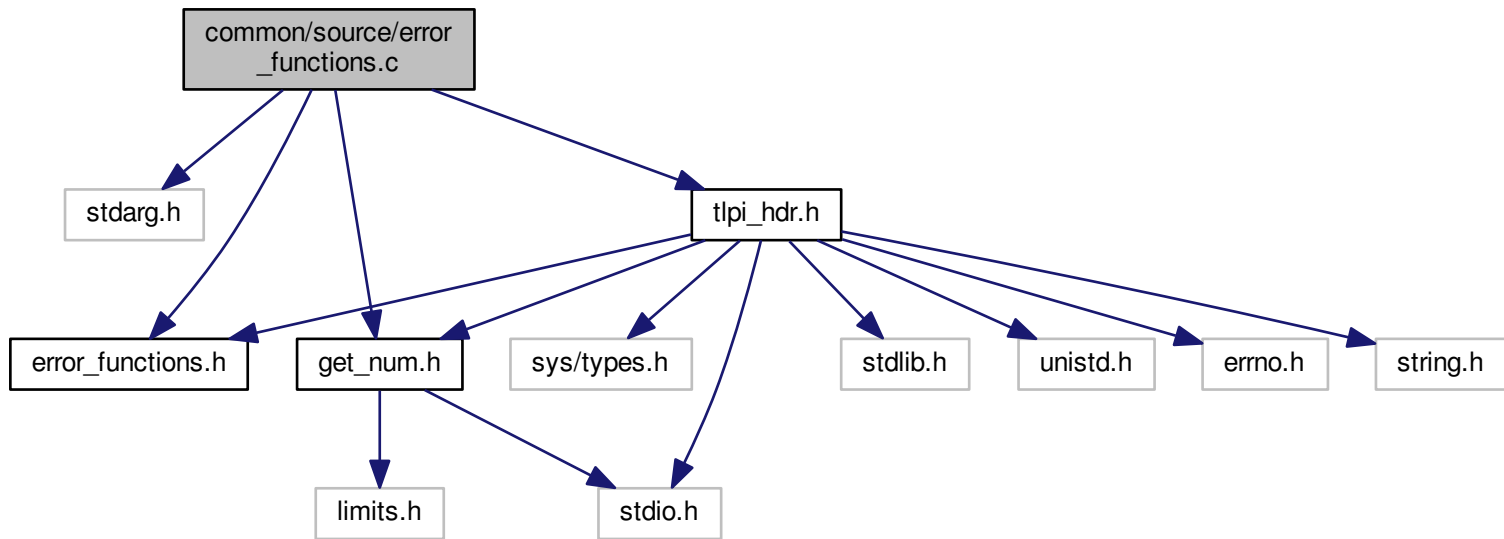 common/source/error
_functions.c
stdarg.h
tlpi_hdr.h
error_functions.h
get_num.h
sys/types.h
stdlib.h
unistd.h
errno.h
string.h
limits.h
stdio.h